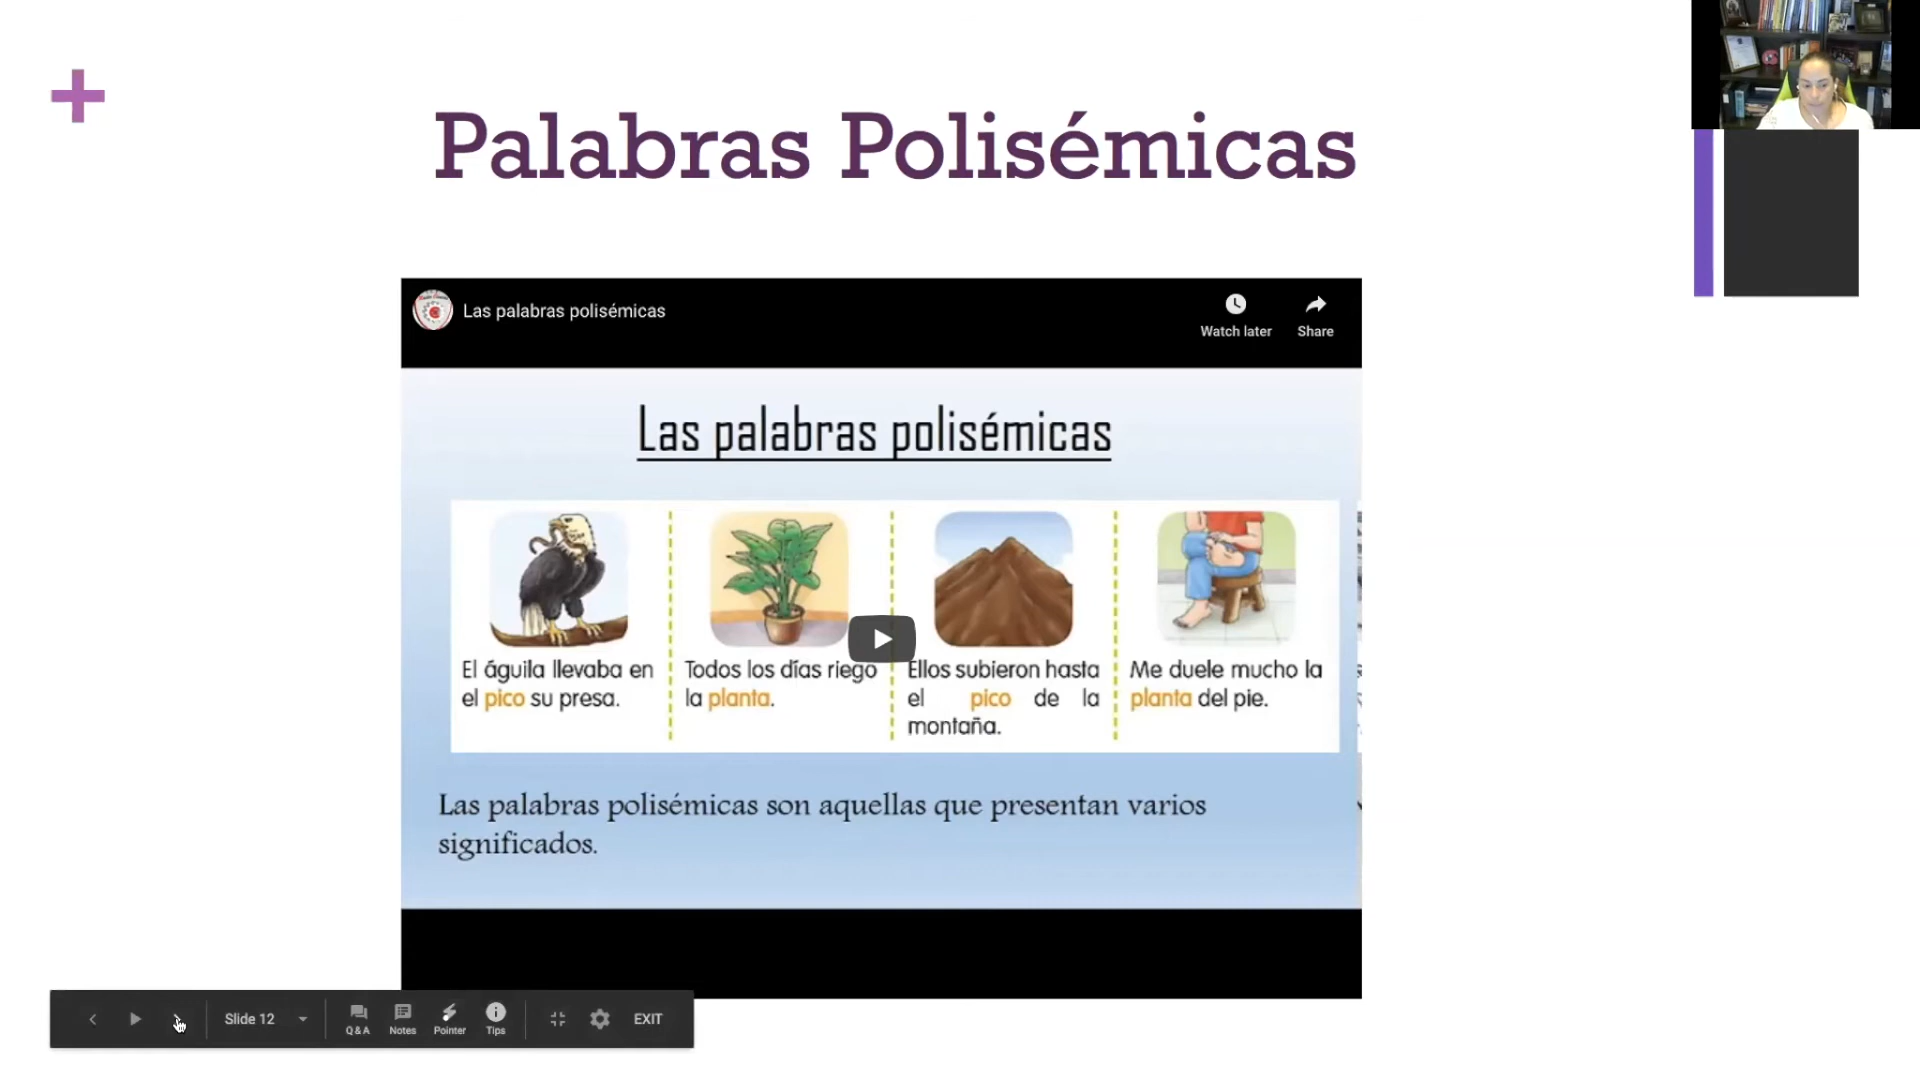 Palabras Polisémicas
Las palabras polisémicas
Watch later
Share
Las palabras polisémicas
El águila llevaba en
el pico su presa.
Todos los días riego
la planta.
Ellos subieron hasta
el pico de la
montaña.
Me duele mucho la
planta del pie.
Las palabras polisémicas son aquellas que presentan varios
significados.
Slide 12
Q&A
Notes
Pointer
Tips
EXIT